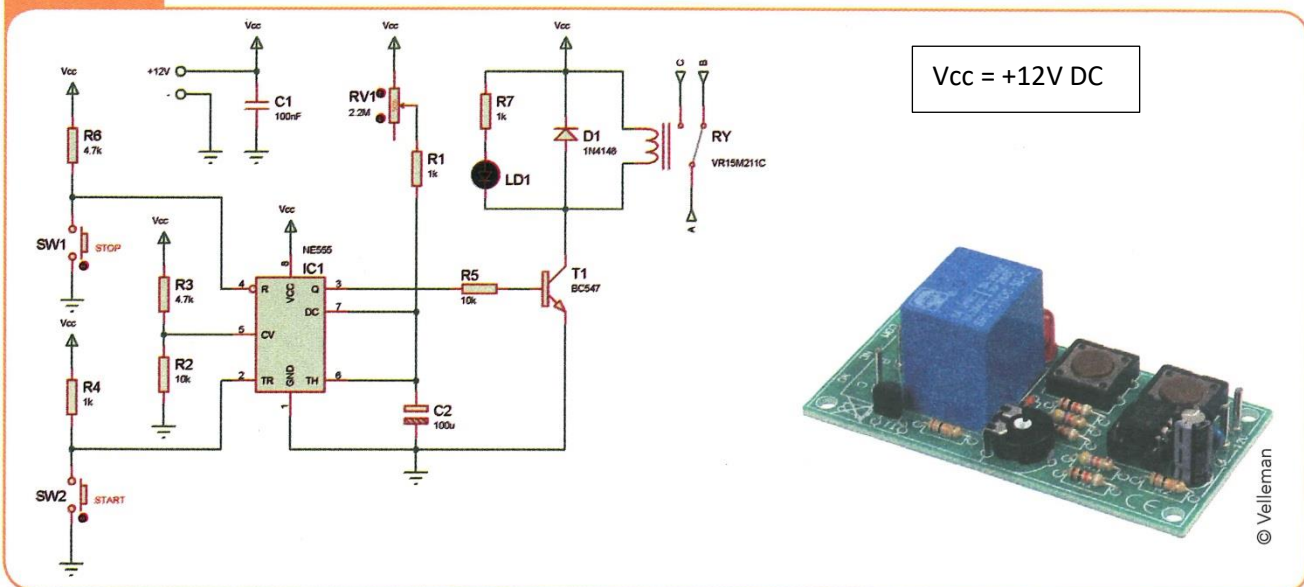 Vcc = +12V DC
Vcc
+12V
-
C1
100nF
Vcc
RV1
2.2M
R1
1k
Vcc
R7
1k
LD1
D1
1N4148
C
B
RY
VR15M211C
A
Vcc
R6
4.7k
SW1
STOP
Vcc
R3
4.7k
R2
10k
Vcc
NE555
IC1
8
4
R
VCC
Q
3
DC
7
5
CV
2
TR
GND
TH
6
1
R5
10k
T1
BC547
C2
100u
Vcc
R4
1k
SW2
START
© Velleman
CE